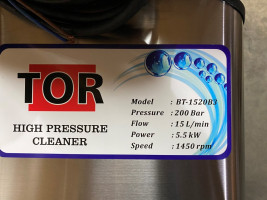 TOR
HIGH PRESSURE
CLEANER
Model : BT-1520B3
Pressure : 200 Bar
Flow : 15 L/min
Power : 5.5 kW
Speed : 1450 rpm